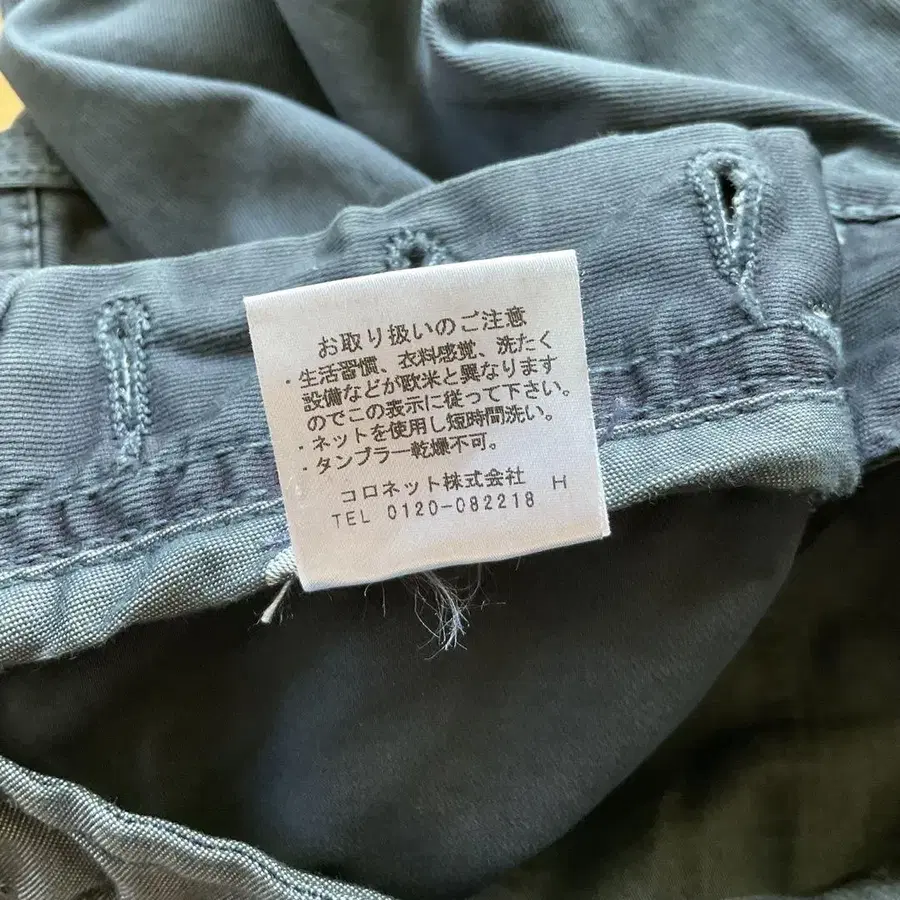 お取り扱いのご注意
・生活習慣、衣料感覚、洗たく
設備などが欧米と異なります
のでこの表示に従って下さい。
・ネットを使用し短時間洗い。
・タンブラー乾燥不可。
コロネット株式会社
TEL 0120-082218 H